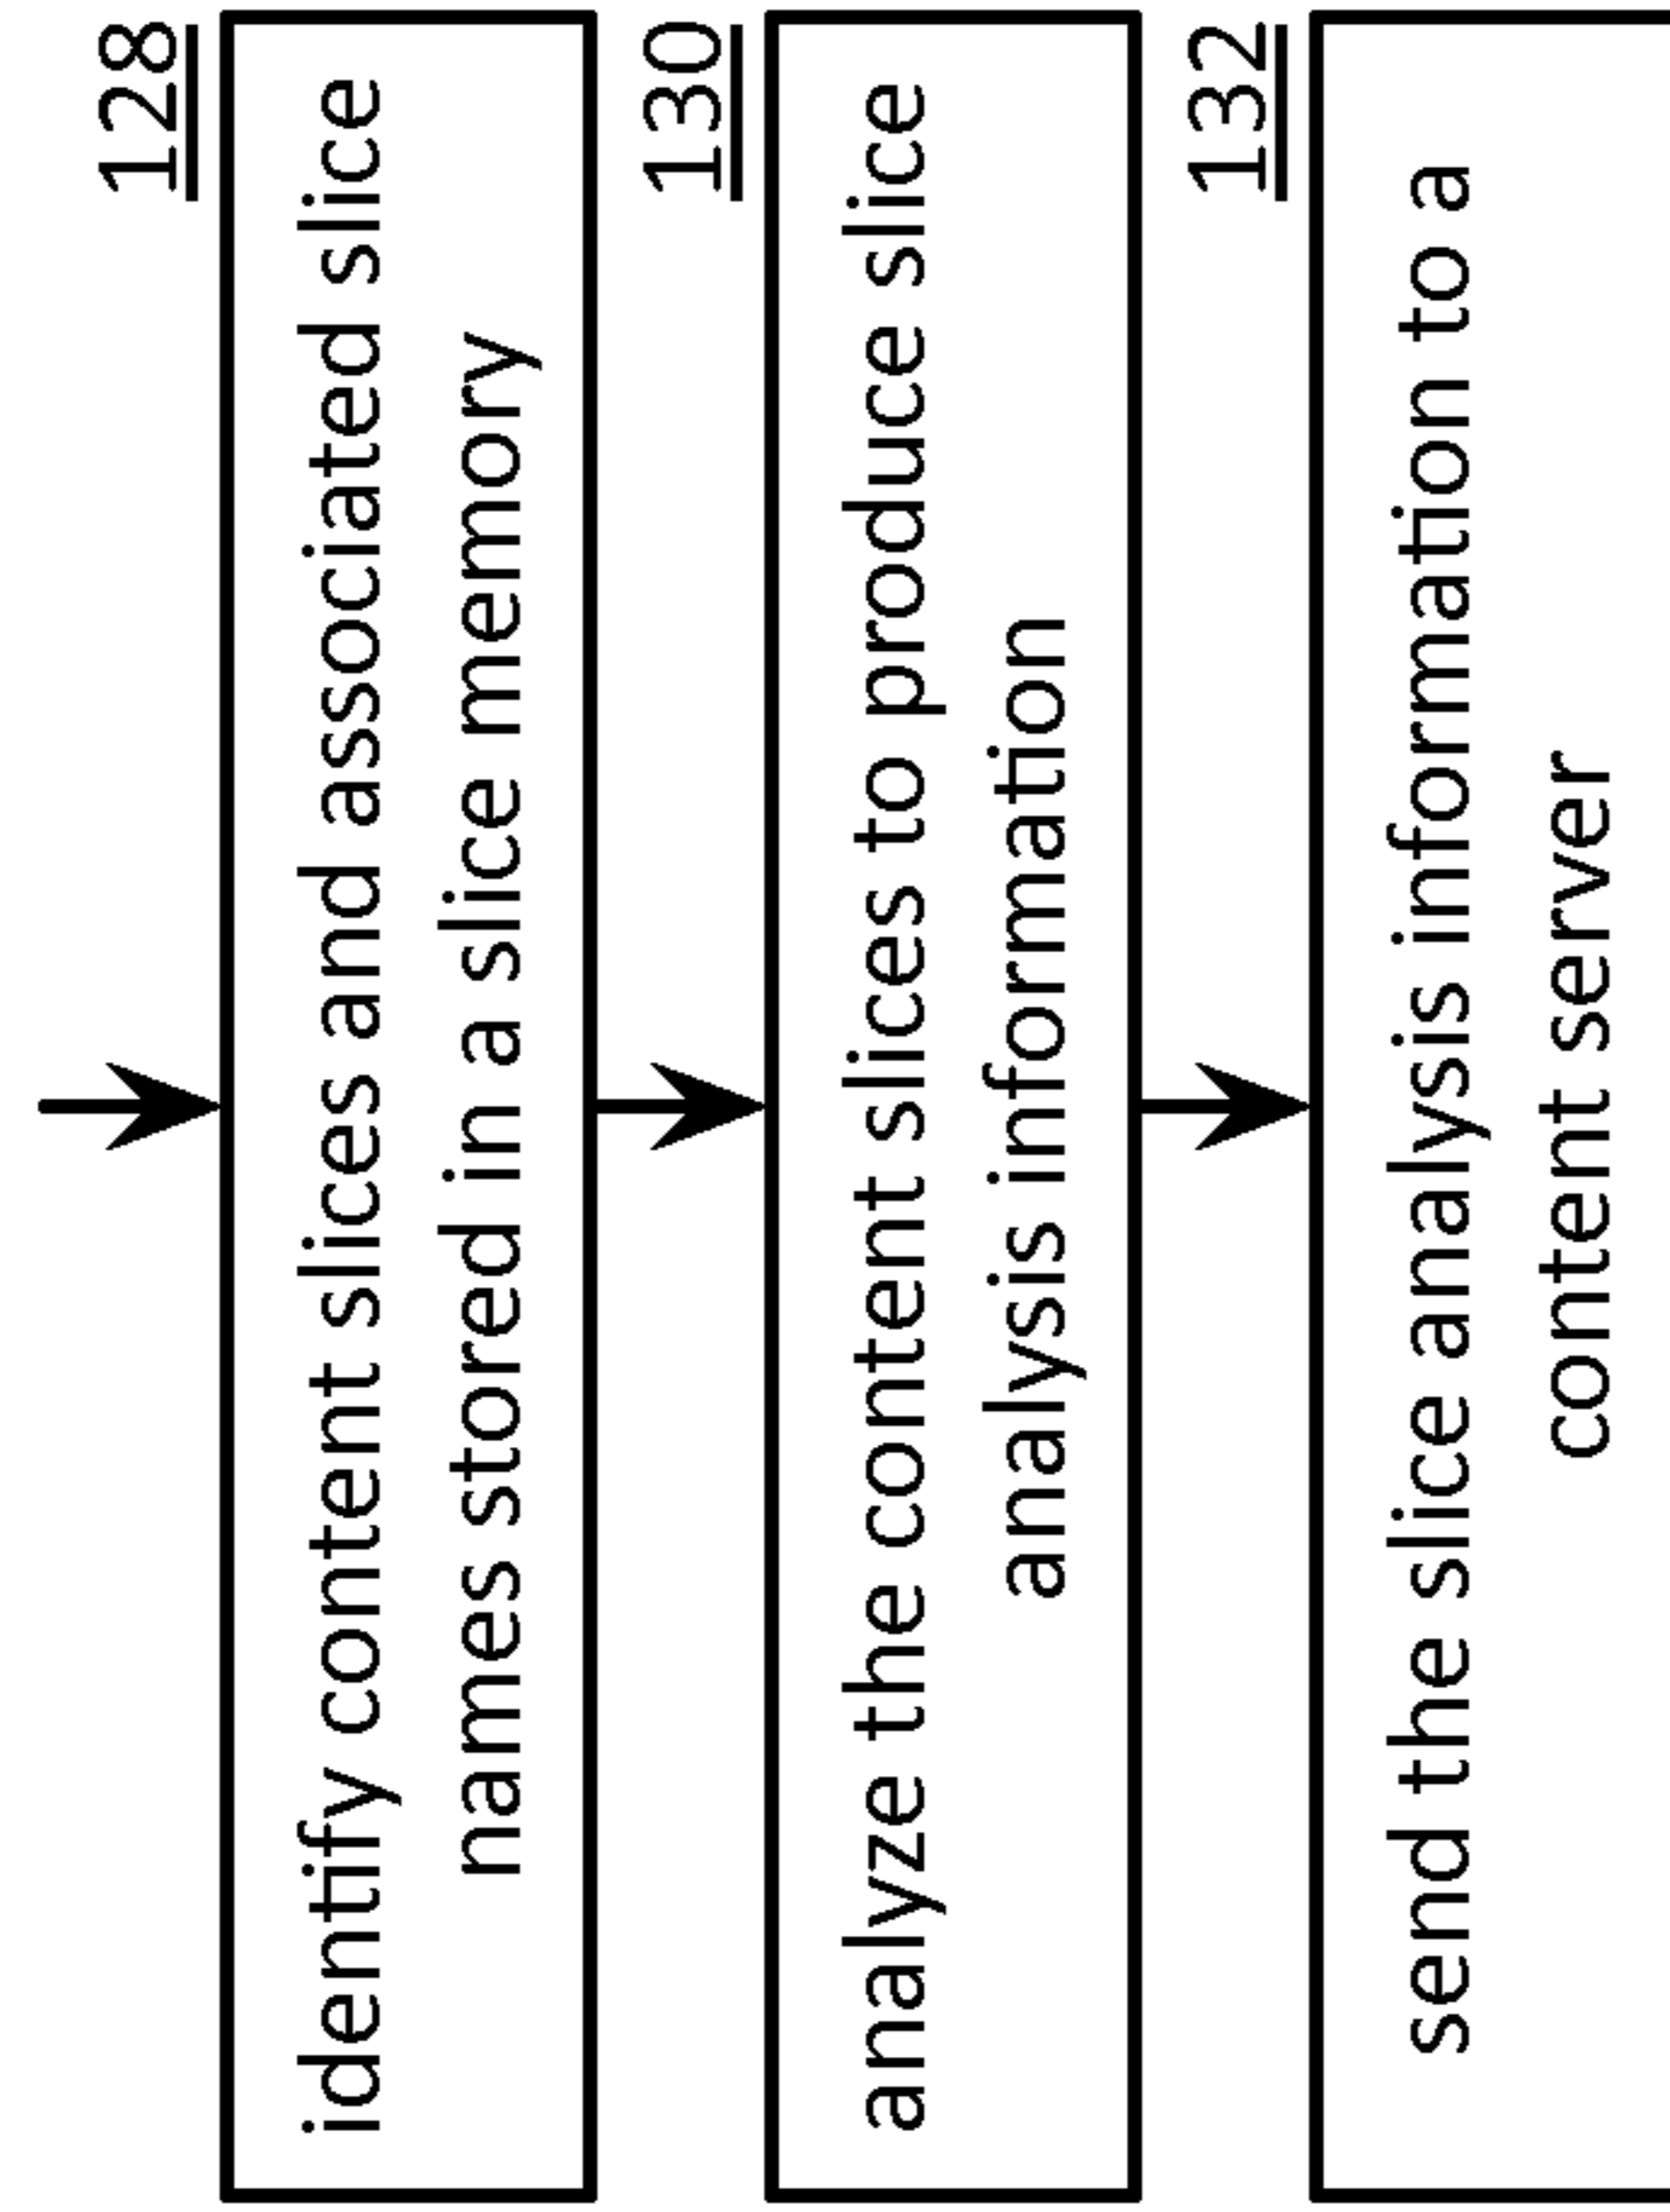 128
identify content slices and associated slice
names stored in a slice memory
130
analyze the content slices to produce slice
analysis information
132
send the slice analysis information to a
content server